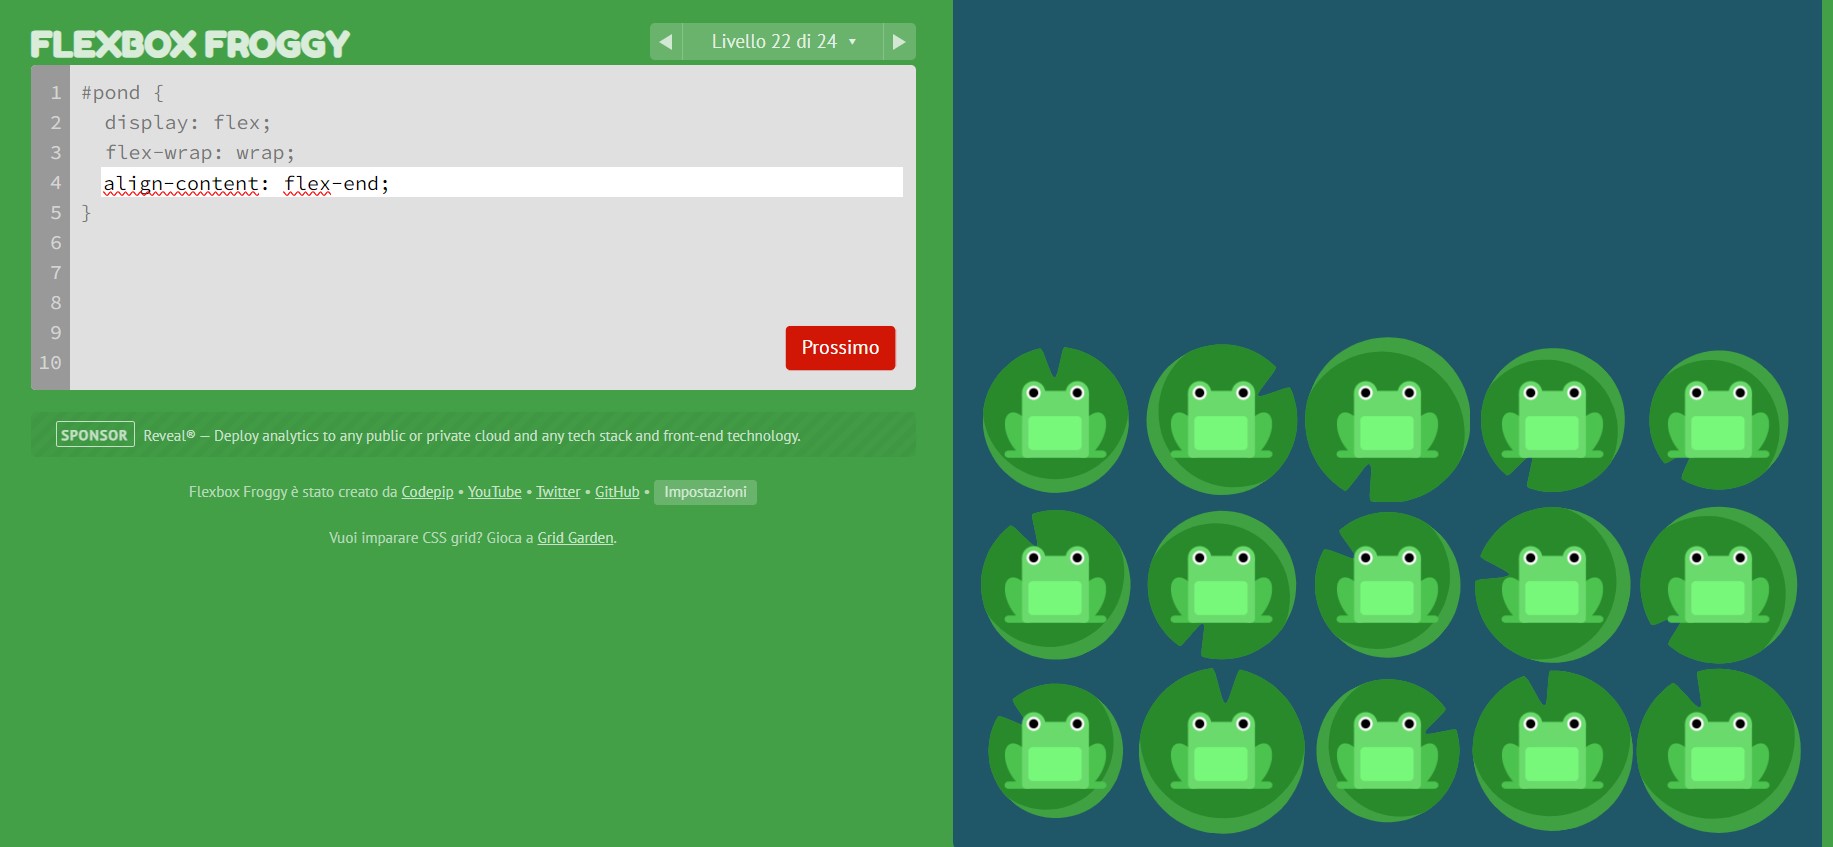 FLEXBOX FROGGY
◀ Livello 22 di 24 ▼ ▶
1 #pond {
2 display: flex;
3 flex-wrap: wrap;
4 align-content: flex-end;
5 }
6
7
8
9
10
Prossimo
SPONSOR Reveal® — Deploy analytics to any public or private cloud and any tech stack and front-end technology.
Flexbox Froggy è stato creato da Codepip • YouTube • Twitter • GitHub • Impostazioni
Vuoi imparare CSS grid? Gioca a Grid Garden.